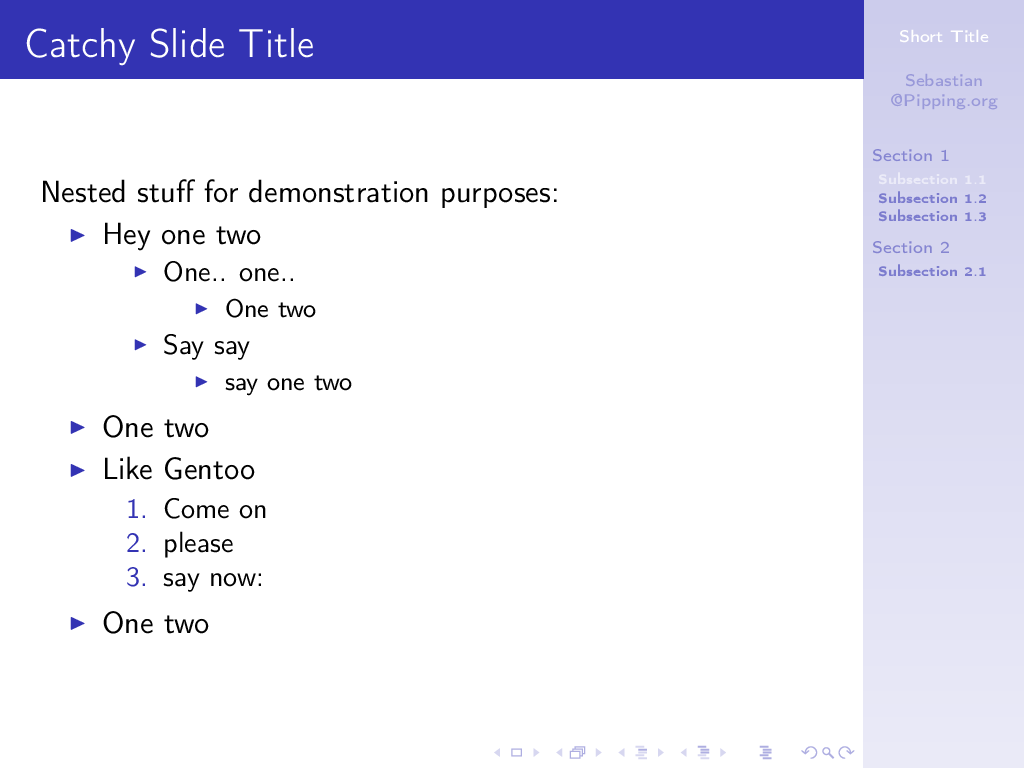 Catchy Slide Title
Nested stuff for demonstration purposes:
Hey one two
One.. one..
One two
Say say
say one two
One two
Like Gentoo
1. Come on
2. please
3. say now:
One two
Short Title
Sebastian
@Pipping.org
Section 1
Subsection 1.1
Subsection 1.2
Subsection 1.3
Section 2
Subsection 2.1